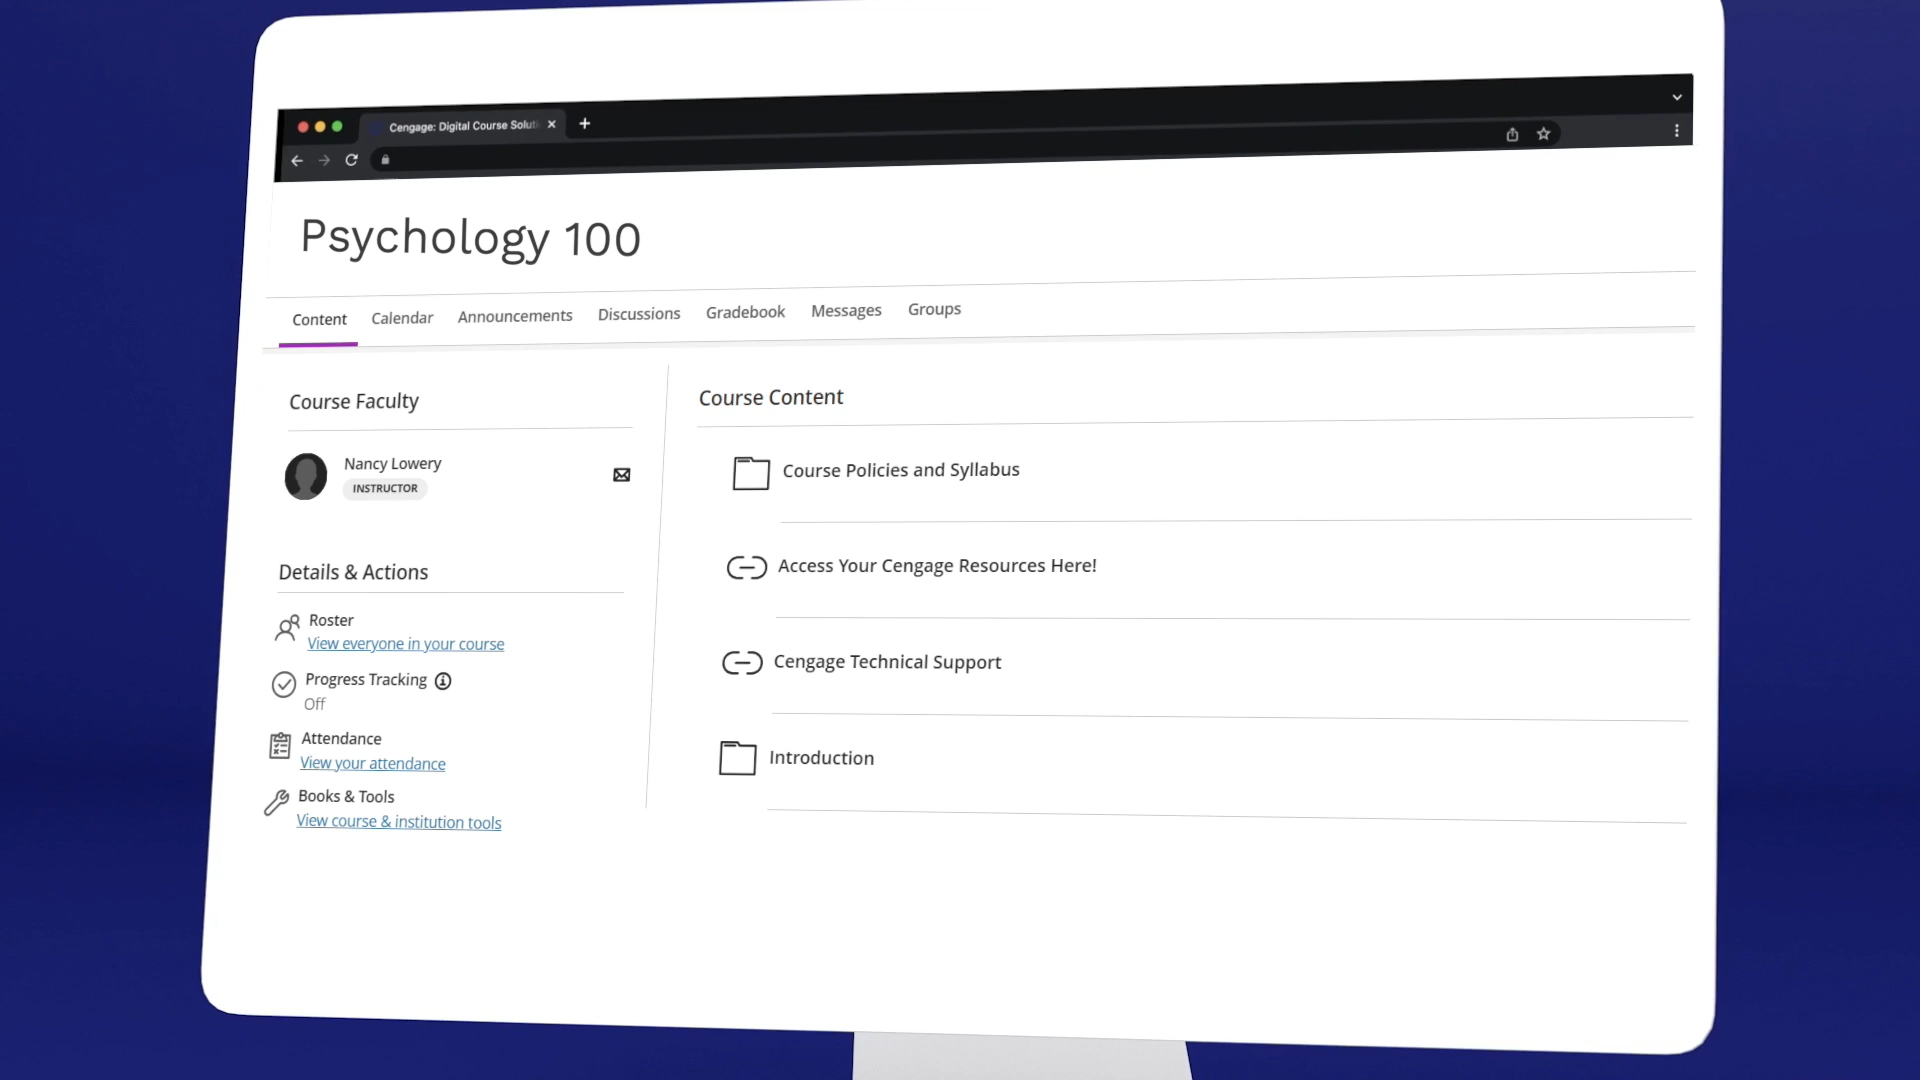 Cengage: Digital Course Soluti
Psychology 100
Content Calendar Announcements Discussions Gradebook Messages Groups
Course Faculty
Nancy Lowery
INSTRUCTOR
Details & Actions
Roster
View everyone in your course
Progress Tracking
Off
Attendance
View your attendance
Books & Tools
View course & institution tools
Course Content
Course Policies and Syllabus
Access Your Cengage Resources Here!
Cengage Technical Support
Introduction